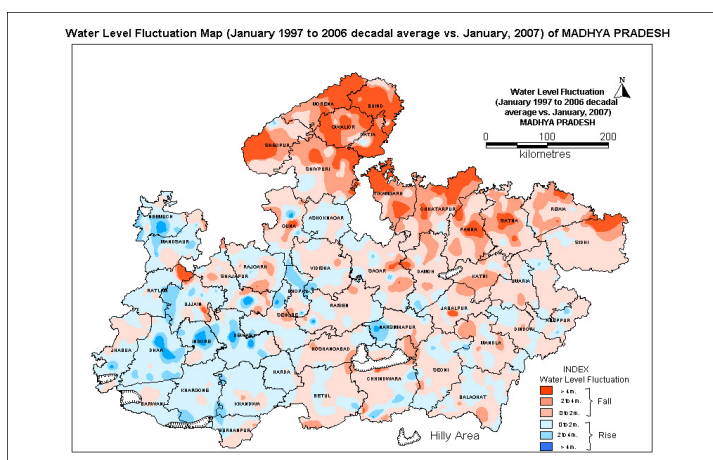 Water Level Fluctuation Map (January 1997 to 2006 decadal average vs. January, 2007) of MADHYA PRADESH
N
Water Level Fluctuation
(January 1997 to 2006 decadal
average vs. January, 2007)
MADHYA PRADESH
0 100 200
kilometres
MORENA
BHIND
GWALIOR
DATIA
SHEOPUR
SHIVPURI
TIKAMGARH
CHHATARPUR
PANNA
SATNA
REWA
SIDHI
NEEMUCH
MANDSAUR
GUNA
ASHOKNAGAR
RAJGARH
SHAJAPUR
VIDISHA
SAGAR
DAMOH
KATNI
UMARIA
RATLAM
UJJAIN
BHOPAL
SEHORE
RAISEN
NARSINHAPUR
JABALPUR
DINDORI
MANDLA
JHABUA
DHAR
INDORE
DEWAS
HOSHANGABAD
SEONI
CHHINDWARA
HARDA
KHARGONE
KHANDWA
BETUL
BALAGHAT
BARWANI
BURHANPUR
INDEX
Water Level Fluctuation
> 4 m.
2 to 4 m.
Fall
0 to 2 m.
0 to 2 m.
2 to 4 m.
Rise
> 4 m.
Hilly Area